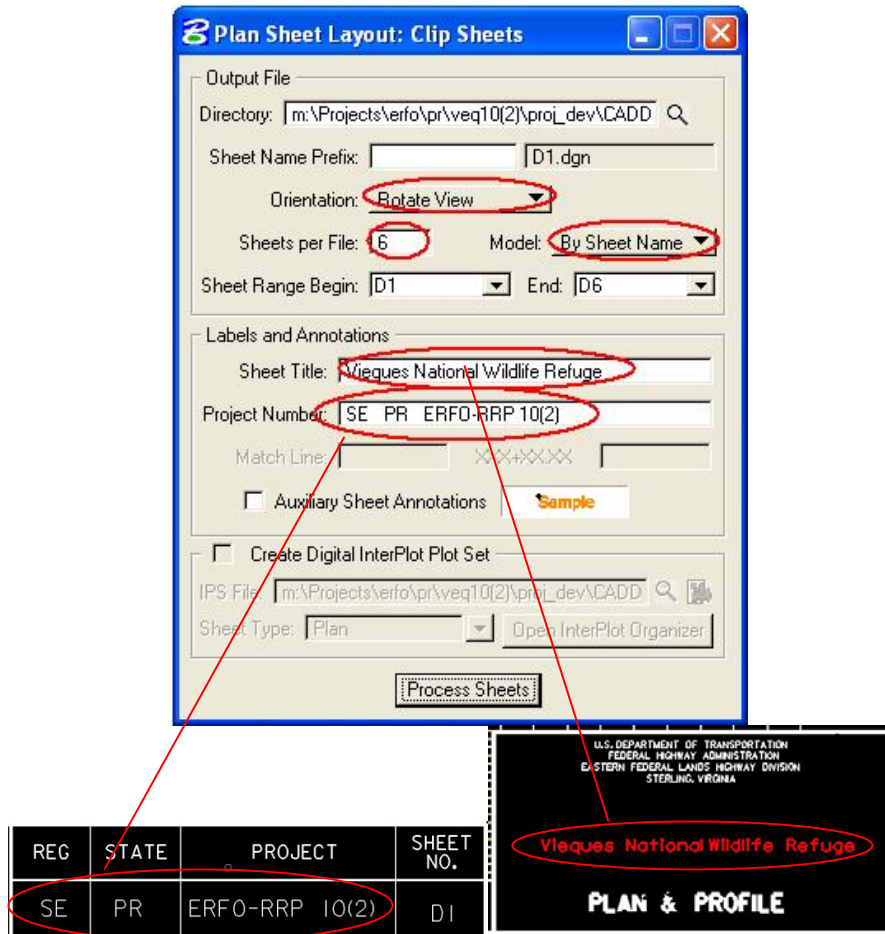 Plan Sheet Layout: Clip Sheets
Output File
Directory: m:\Projects\erfo\pr\veq10(2)\proj_dev\CADD
Sheet Name Prefix: D1.dgn
Orientation: Rotate View
Sheets per File: 6 Model: By Sheet Name
Sheet Range Begin: D1 End: D6
Labels and Annotations
Sheet Title: Vieques National Wildlife Refuge
Project Number: SE PR ERFO-RRP 10(2)
Match Line: XXX+XX.XX
Auxiliary Sheet Annotations Sample
Create Digital InterPlot Plot Set
IPS File: m:\Projects\erfo\pr\veq10(2)\proj_dev\CADD
Sheet Type: Plan Open InterPlot Organizer
Process Sheets
U.S. DEPARTMENT OF TRANSPORTATION
FEDERAL HIGHWAY ADMINISTRATION
EASTERN FEDERAL LANDS HIGHWAY DIVISION
STERLING, VIRGINIA
Vieques National Wildlife Refuge
PLAN & PROFILE
REG STATE PROJECT SHEET NO.
SE PR ERFO-RRP 10(2) D1